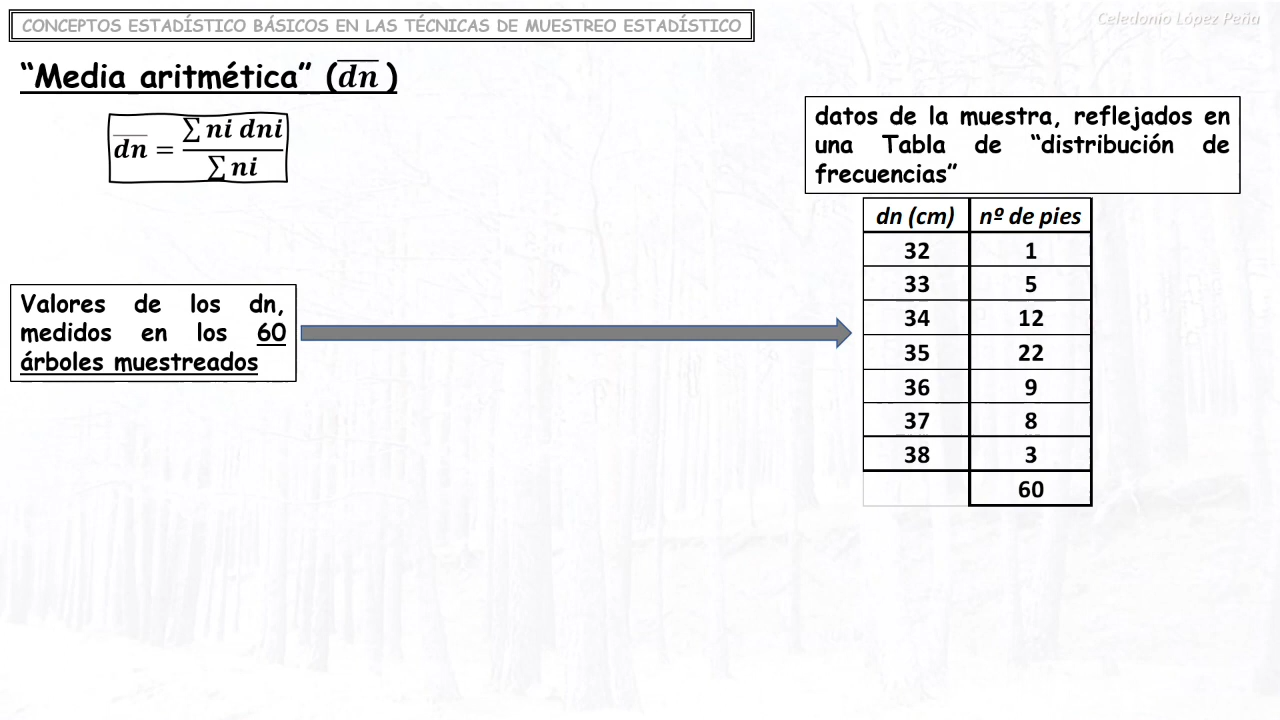 CONCEPTOS ESTADÍSTICO BÁSICOS EN LAS TÉCNICAS DE MUESTREO ESTADÍSTICO
Celedonio López Peña
“Media aritmética” (dn̅)
dn̅ = ∑ ni dni / ∑ ni
datos de la muestra, reflejados en
una Tabla de “distribución de
frecuencias”
Valores de los dn,
medidos en los 60
árboles muestreados
dn (cm) nº de pies
32 1
33 5
34 12
35 22
36 9
37 8
38 3
60